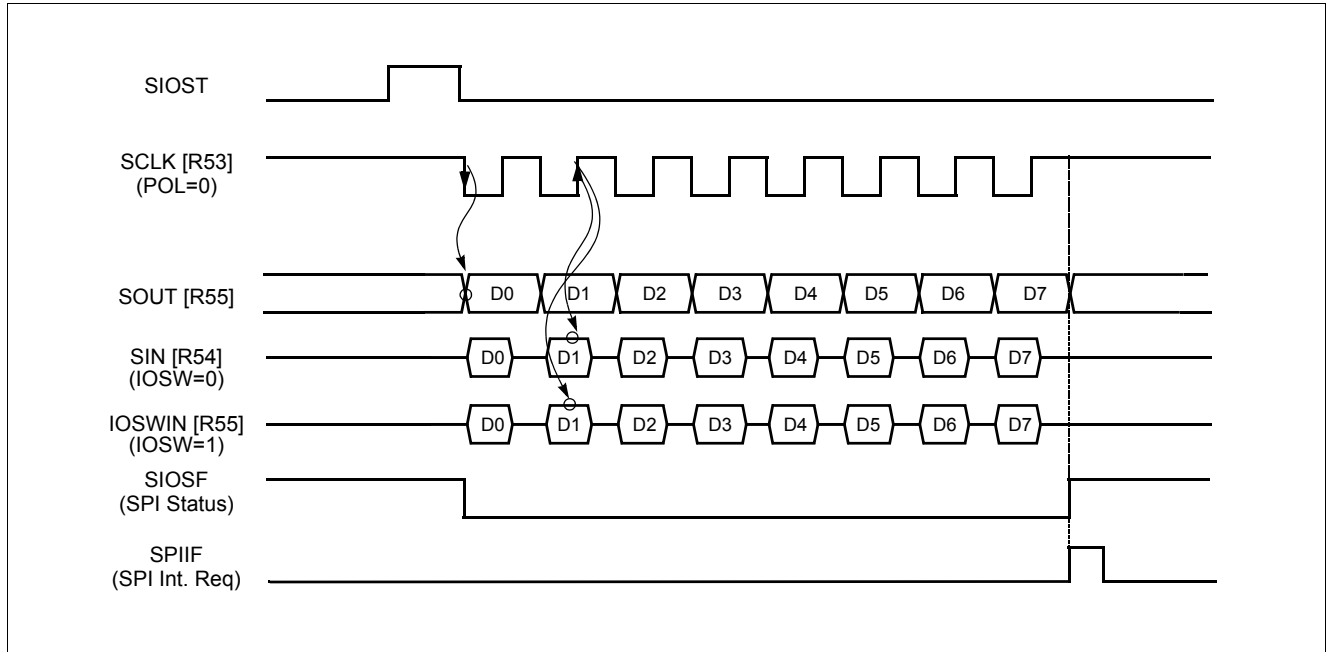 SIOST
SCLK [R53]
(POL=0)
SOUT [R55]
D0 D1 D2 D3 D4 D5 D6 D7
SIN [R54]
(IOSW=0)
D0 D1 D2 D3 D4 D5 D6 D7
IOSWIN [R55]
(IOSW=1)
D0 D1 D2 D3 D4 D5 D6 D7
SIOSF
(SPI Status)
SPIIF
(SPI Int. Req)